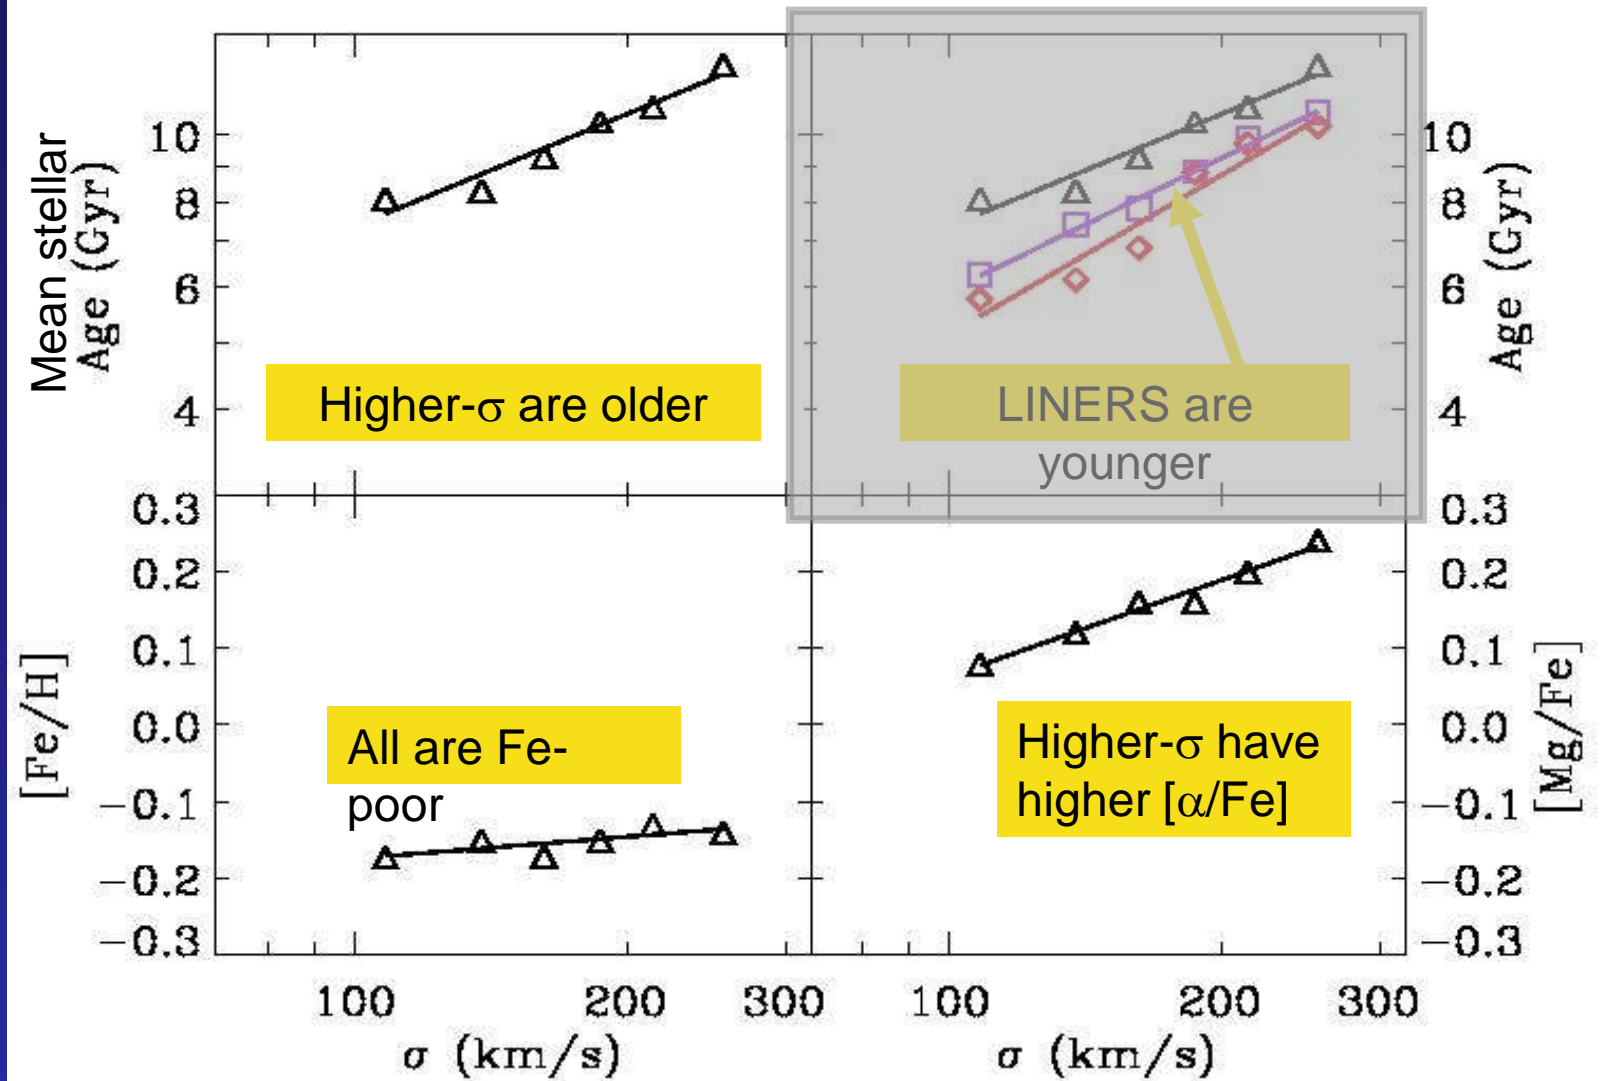 Mean stellar
Age (Gyr)
10
8
6
4
Higher-σ are older
10
8
6
4
Age (Gyr)
LINERS are
younger
[Fe/H]
0.3
0.2
0.1
0.0
−0.1
−0.2
−0.3
All are Fe-
poor
0.3
0.2
0.1
0.0
−0.1
−0.2
−0.3
[Mg/Fe]
Higher-σ have
higher [α/Fe]
100 200 300
σ (km/s)
100 200 300
σ (km/s)